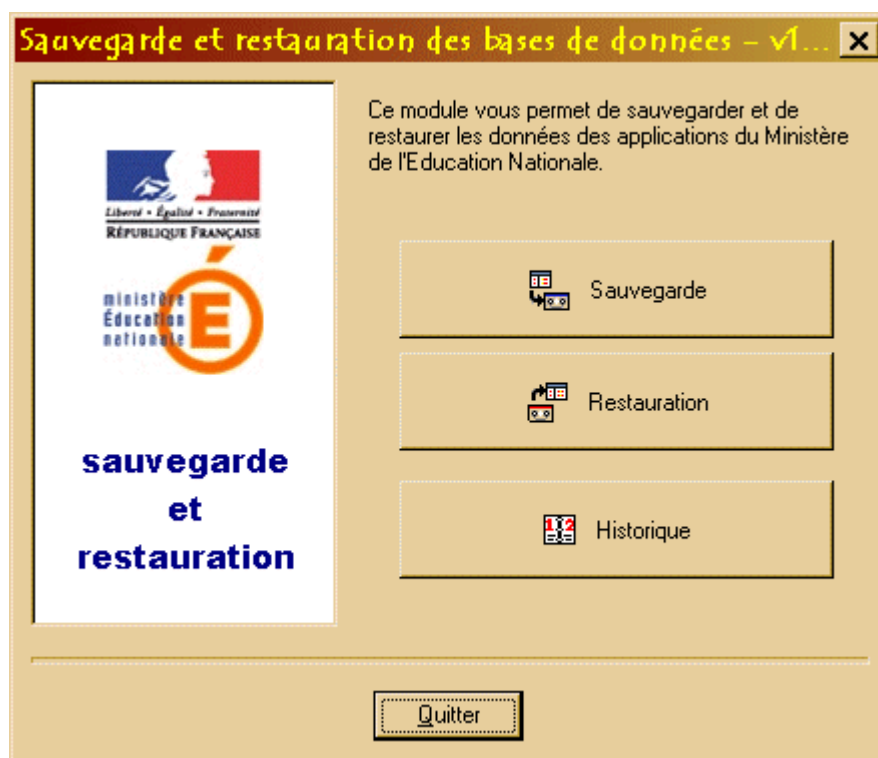 Sauvegarde et restauration des bases de données - v1...
Ce module vous permet de sauvegarder et de
restaurer les données des applications du Ministère
de l'Education Nationale.
Liberté • Égalité • Fraternité
RÉPUBLIQUE FRANÇAISE
ministère
Éducation
nationale
sauvegarde
et
restauration
Sauvegarde
Restauration
Historique
Quitter